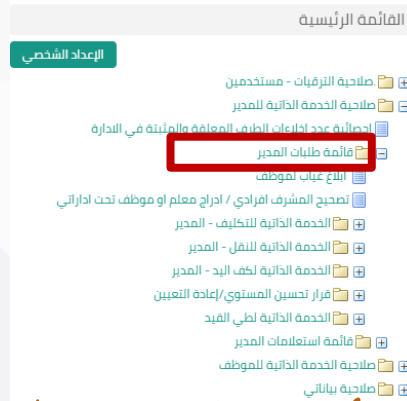 القائمة الرئيسية
الإعداد الشخصي
صلاحية الترقيات - مستخدمين.
صلاحية الخدمة الذاتية للمدير
إحصائية عدد إخلاءات الطرف المعلقة والمثبتة في الادارة
قائمة طلبات المدير
ابلاغ غياب لموظف
تصحيح المشرف افرادي / ادراج معلم او موظف تحت اداراتي
الخدمة الذاتية للتكليف - المدير
الخدمة الذاتية للنقل - المدير
الخدمة الذاتية لكف اليد - المدير
قرار تحسين المستوي/إعادة التعيين
الخدمة الذاتية لطي القيد
قائمة استعلامات المدير
صلاحية الخدمة الذاتية للموظف
صلاحية بياناتي